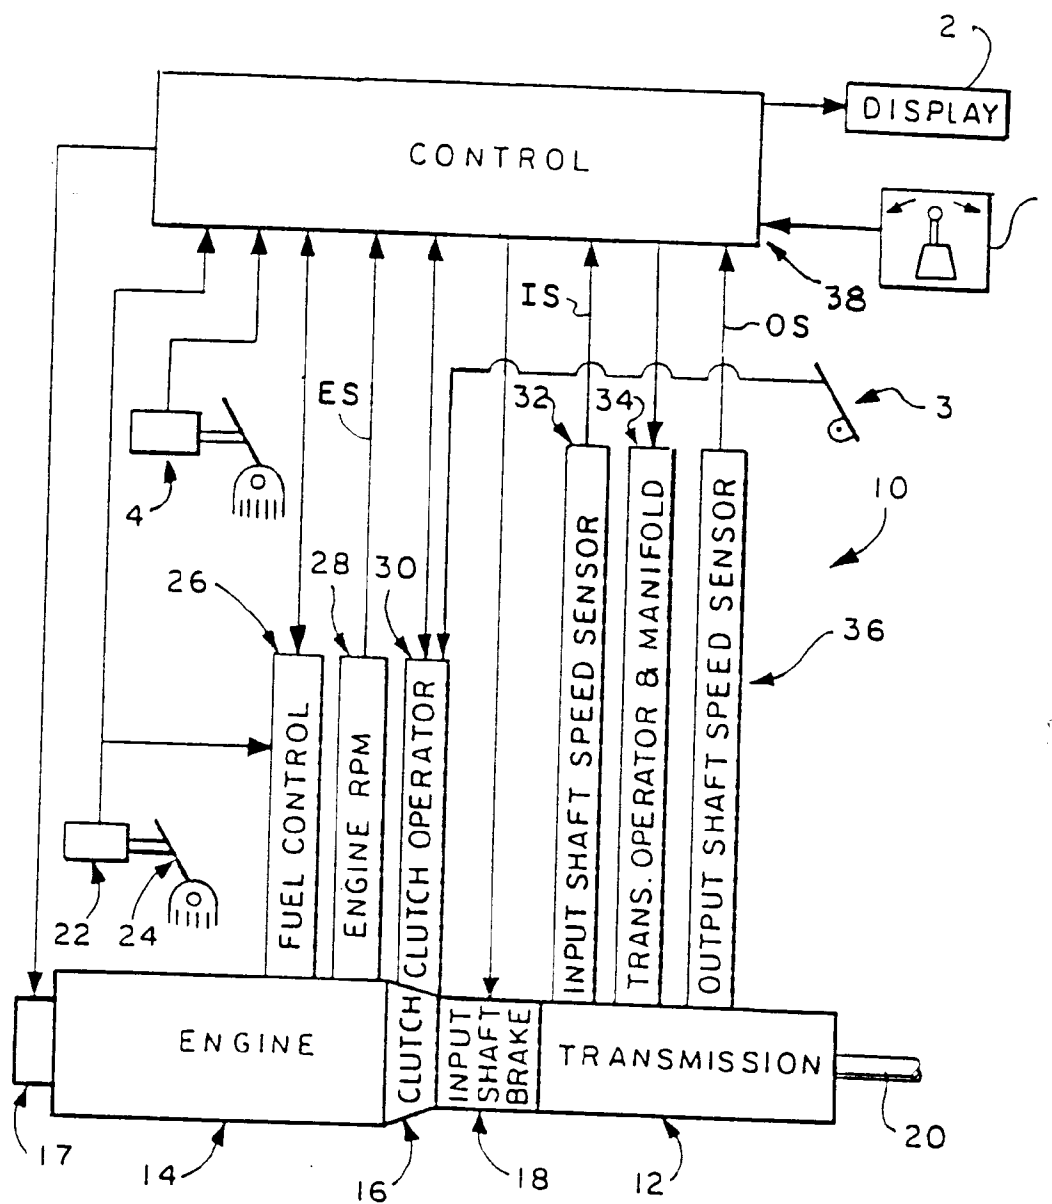 2
DISPLAY
CONTROL
38
IS
OS
ES
32
34
3
4
10
26
28
30
36
FUEL CONTROL
ENGINE RPM
CLUTCH OPERATOR
INPUT SHAFT SPEED SENSOR
TRANS. OPERATOR & MANIFOLD
OUTPUT SHAFT SPEED SENSOR
22
24
ENGINE
CLUTCH
INPUT
SHAFT
BRAKE
TRANSMISSION
17
14
16
18
12
20